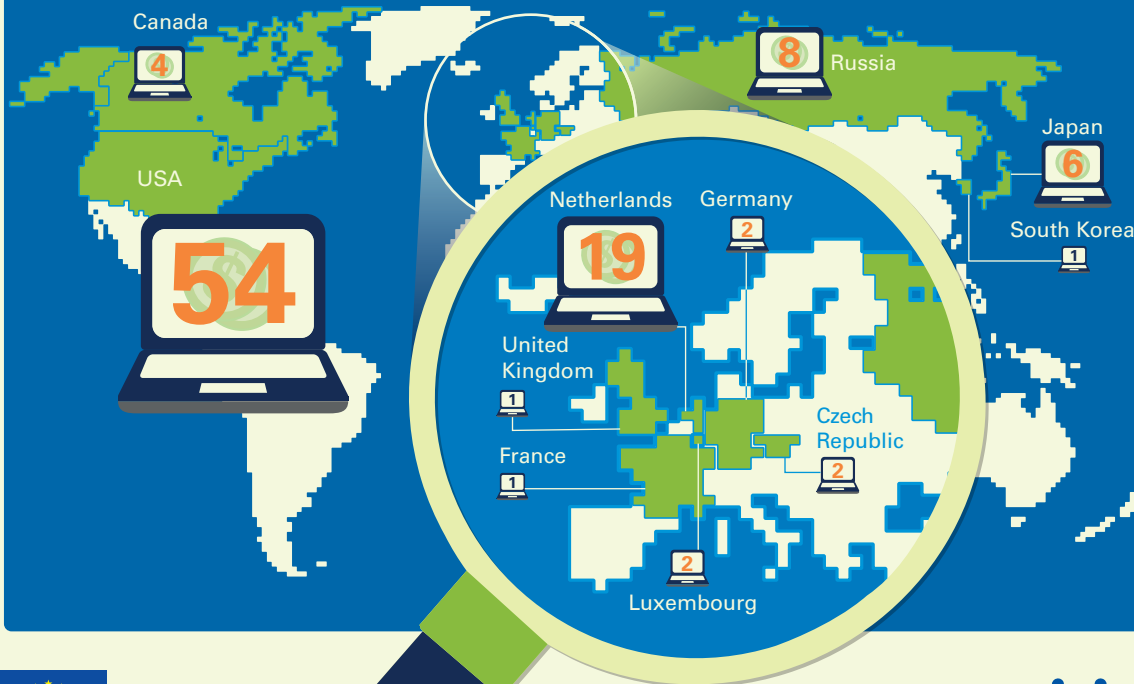 Canada
4
8
Russia
Japan
6
USA
54
South Korea
1
Netherlands
19
Germany
2
United
Kingdom
1
France
1
Czech
Republic
2
2
Luxembourg